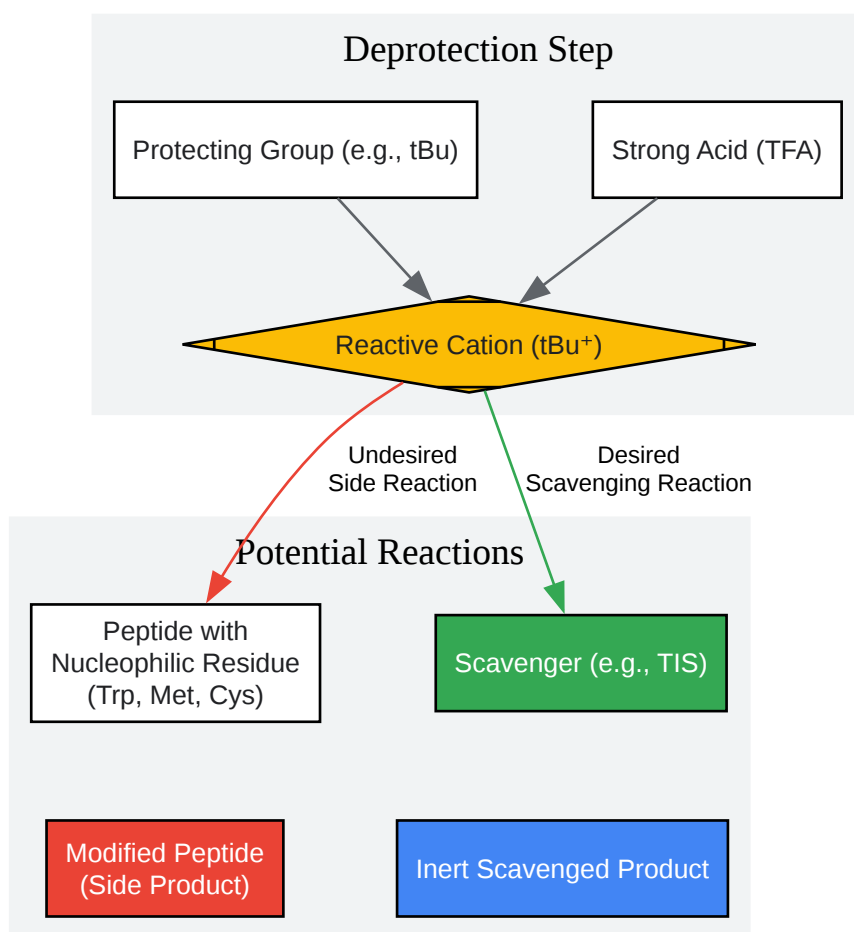 Deprotection Step
Protecting Group (e.g., tBu)
Strong Acid (TFA)
Reactive Cation (tBu⁺)
Undesired
Side Reaction
Desired
Scavenging Reaction
Potential Reactions
Peptide with
Nucleophilic Residue
(Trp, Met, Cys)
Scavenger (e.g., TIS)
Modified Peptide
(Side Product)
Inert Scavenged Product